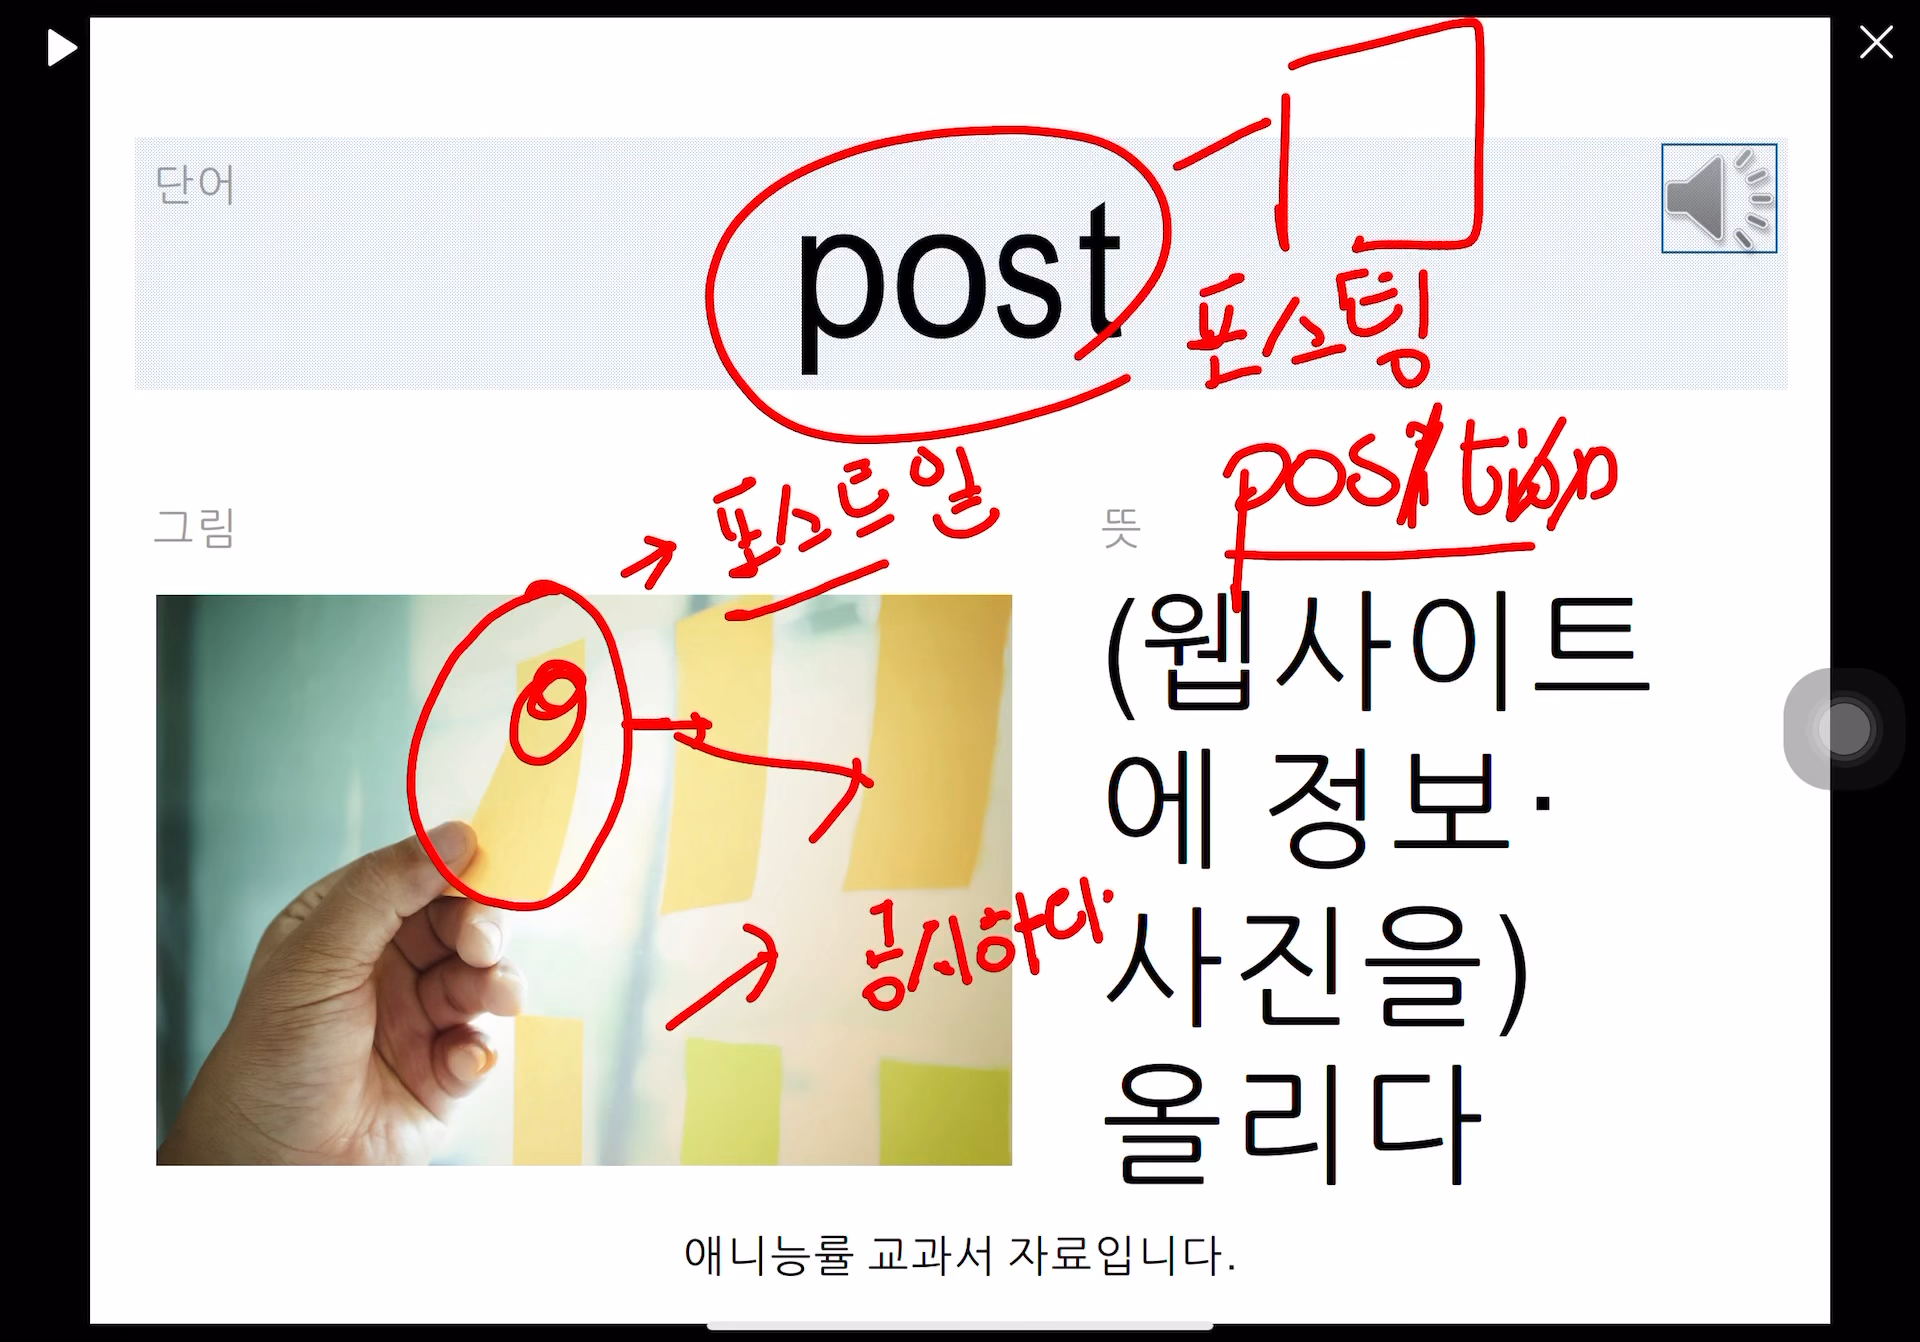 단어
post
포스팅
position
포스트잍
그림
뜻
(웹사이트
에 정보·
사진을)
올리다
공시하다.
애니능률 교과서 자료입니다.